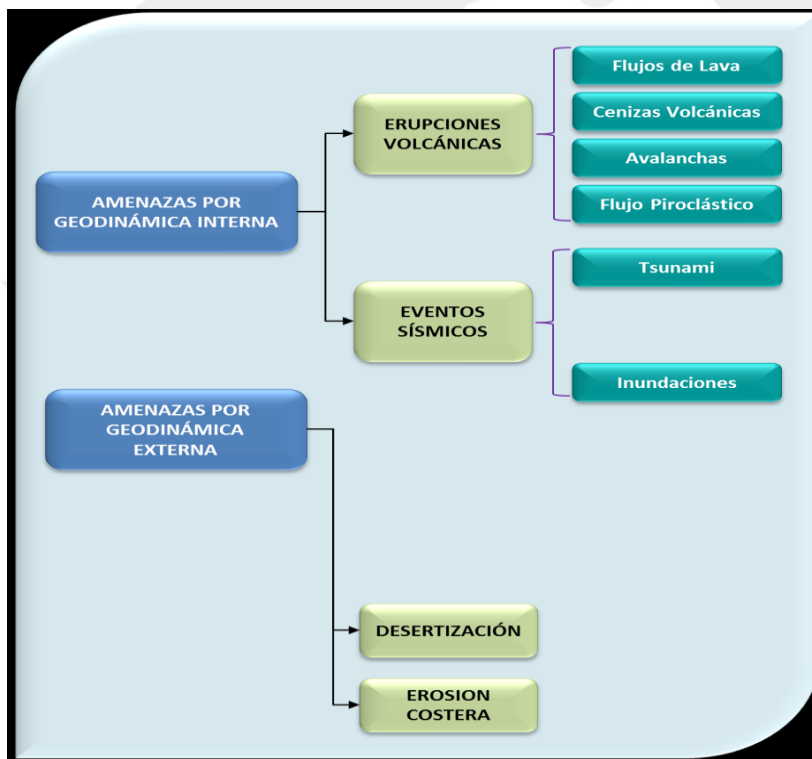 AMENAZAS POR
GEODINÁMICA INTERNA
ERUPCIONES
VOLCÁNICAS
Flujos de Lava
Cenizas Volcánicas
Avalanchas
Flujo Piroclástico
EVENTOS
SÍSMICOS
Tsunami
Inundaciones
AMENAZAS POR
GEODINÁMICA
EXTERNA
DESERTIZACIÓN
EROSION
COSTERA